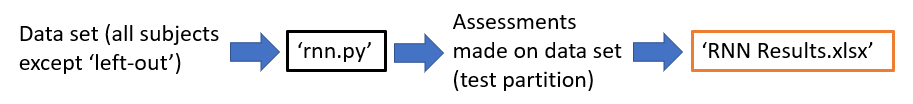 Data set (all subjects
except ‘left-out’)
‘rnn.py’
Assessments
made on data set
(test partition)
‘RNN Results.xlsx’